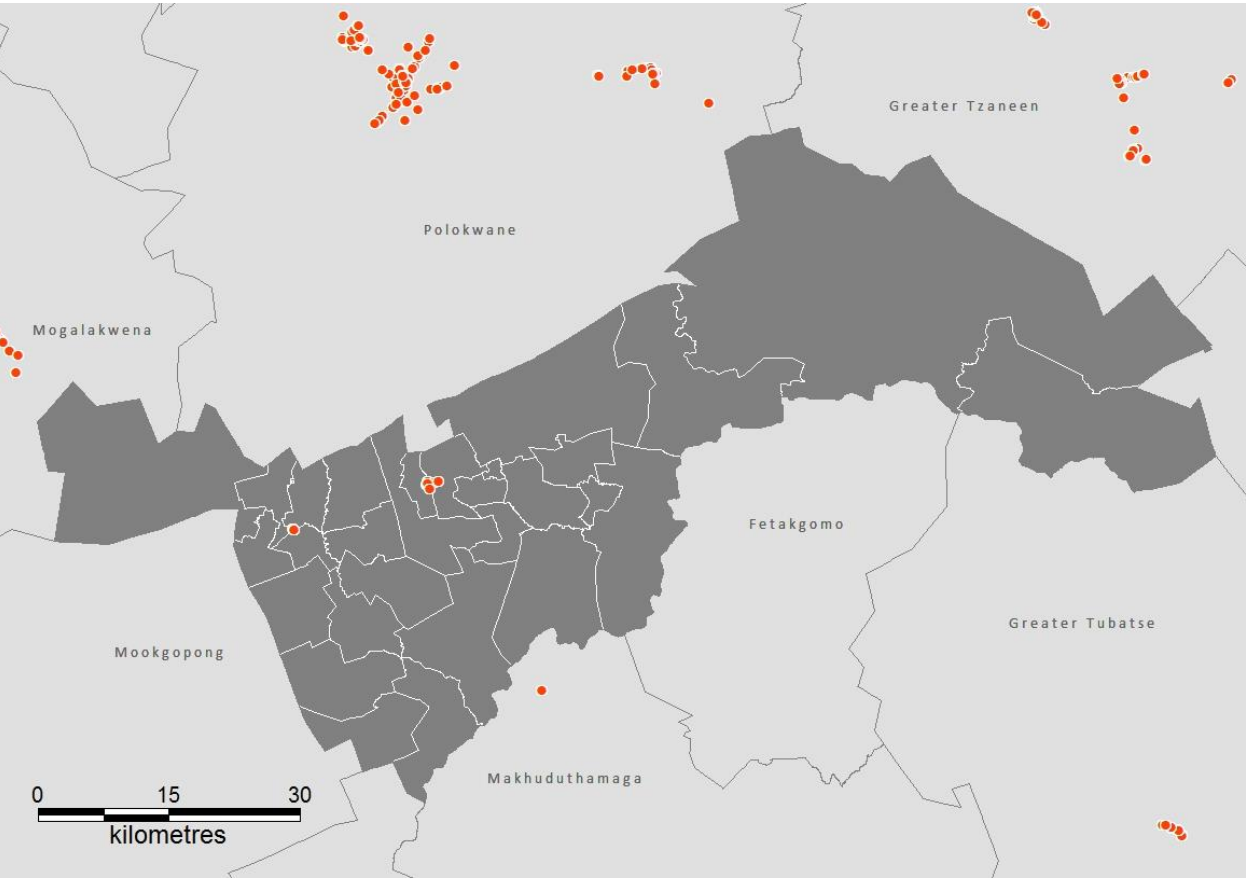 Greater Tzaneen
Polokwane
Mogalakwena
Fetakgomo
Greater Tubatse
Mookgopong
Makhuduthamaga
0 15 30
kilometres